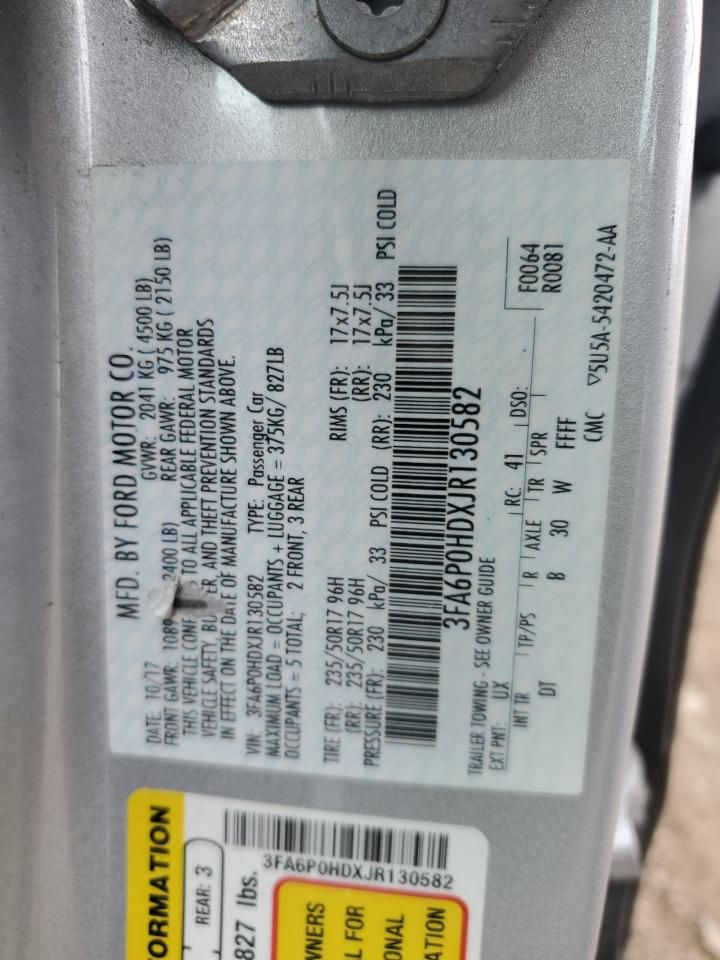 MFD. BY FORD MOTOR CO.
DATE: 10/17 GVWR: 2041 KG ( 4500 LB)
FRONT GAWR: 1089 2400 LB) REAR GAWR: 975 KG ( 2150 LB)
THIS VEHICLE TO ALL APPLICABLE FEDERAL MOTOR
VEHICLE SAFETY, AND THEFT PREVENTION STANDARDS
IN EFFECT ON THE DATE OF MANUFACTURE SHOWN ABOVE.
VIN: 3FA6P0HDXJR130582 TYPE: Passenger Car
MAXIMUM LOAD = OCCUPANTS + LUGGAGE = 375KG/ 827LB
OCCUPANTS = 5 TOTAL; 2 FRONT, 3 REAR
TIRE (FR): 235/50R17 96H RIMS (FR): 17x7.5J
(RR): 235/50R17 96H (RR): 17x7.5J
PRESSURE (FR): 230 kPa/ 33 PSI COLD (RR): 230 kPa/ 33 PSI COLD
3FA6P0HDXJR130582
TRAILER TOWING - SEE OWNER GUIDE
EXT PNT: UX RC: 41 DSO: F0064
R0081
INT TR TP/PS R AXLE TR SPR
DT B 30 W FFFF
CMC ▽5U5A-5420472-AA
ORMATION
REAR: 3
827 lbs.
3FA6P0HDXJR130582
WNERS
L FOR
ONAL
ATION